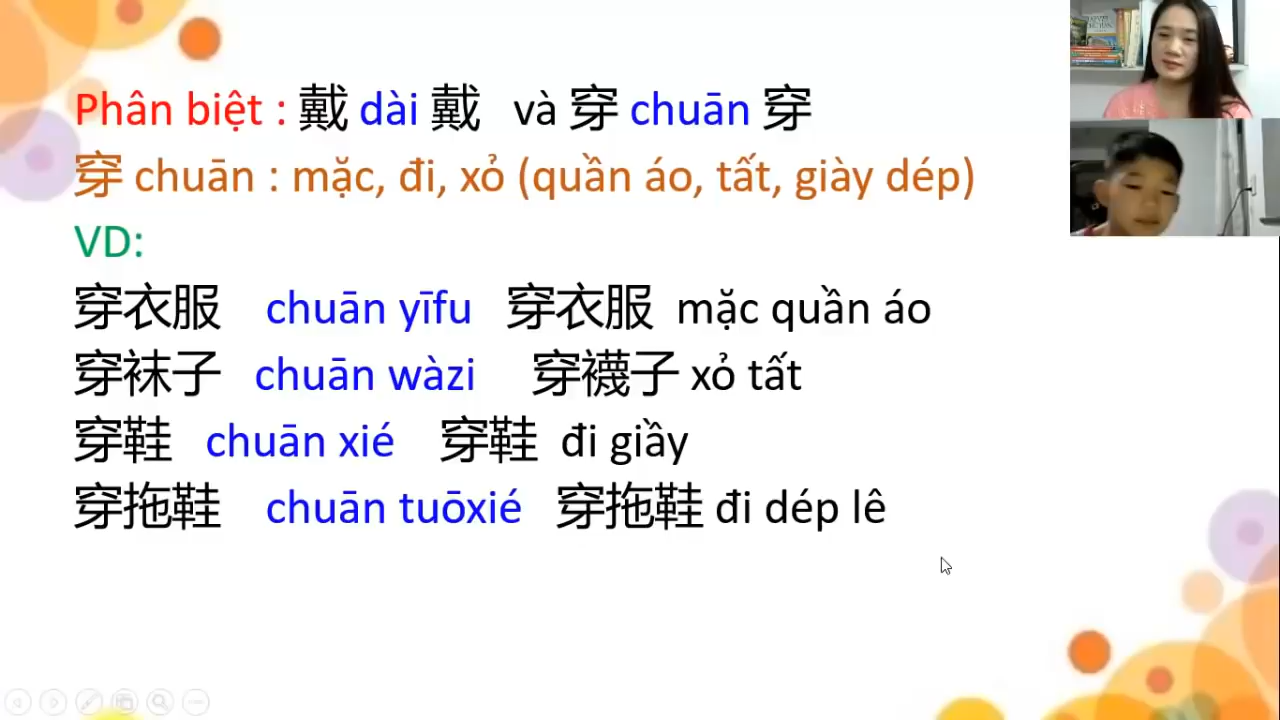 Phân biệt : 戴 dài 戴 và 穿 chuān 穿
穿 chuān : mặc, đi, xỏ (quần áo, tất, giày dép)
VD:
穿衣服 chuān yīfu 穿衣服 mặc quần áo
穿袜子 chuān wàzi 穿襪子 xỏ tất
穿鞋 chuān xié 穿鞋 đi giầy
穿拖鞋 chuān tuōxié 穿拖鞋 đi dép lê